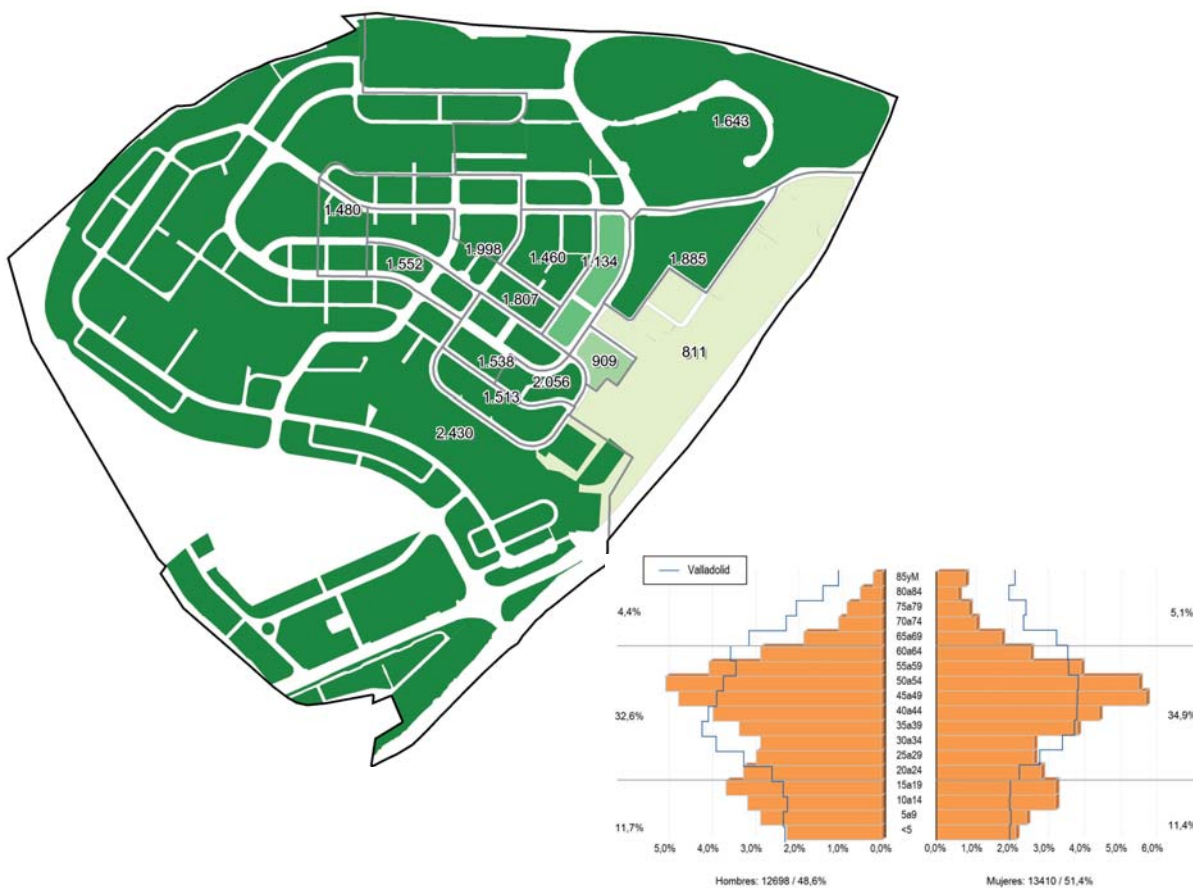 1.643
1.480
1.998
1.460
1.134
1.885
1.552
1.807
811
1.538
909
2.056
1.513
2.430
Valladolid
85yM
80a84
75a79
70a74
65a69
60a64
55a59
50a54
45a49
40a44
35a39
30a34
25a29
20a24
15a19
10a14
5a9
<5
4,4%
5,1%
32,6%
34,9%
11,7%
11,4%
5,0% 4,0% 3,0% 2,0% 1,0% 0,0% 0,0% 1,0% 2,0% 3,0% 4,0% 5,0% 6,0%
Hombres: 12698 / 48,6% Mujeres: 13410 / 51,4%